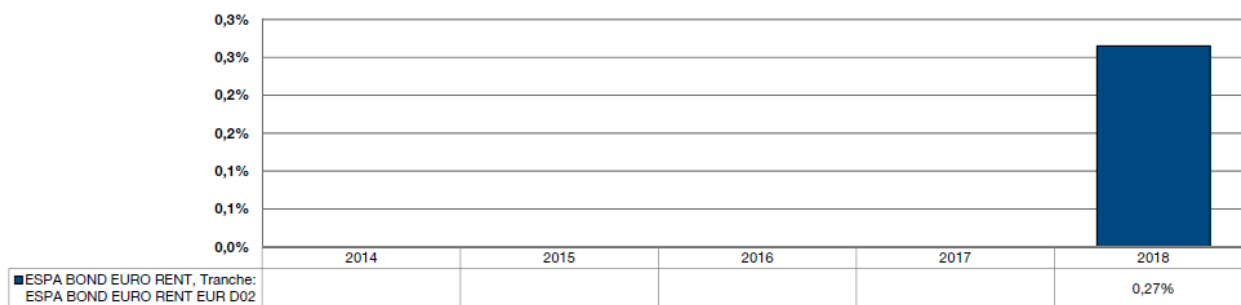 0,3%
0,3%
0,2%
0,2%
0,1%
0,1%
0,0%
2014 2015 2016 2017 2018
ESPA BOND EURO RENT, Tranche:
ESPA BOND EURO RENT EUR D02
0,27%